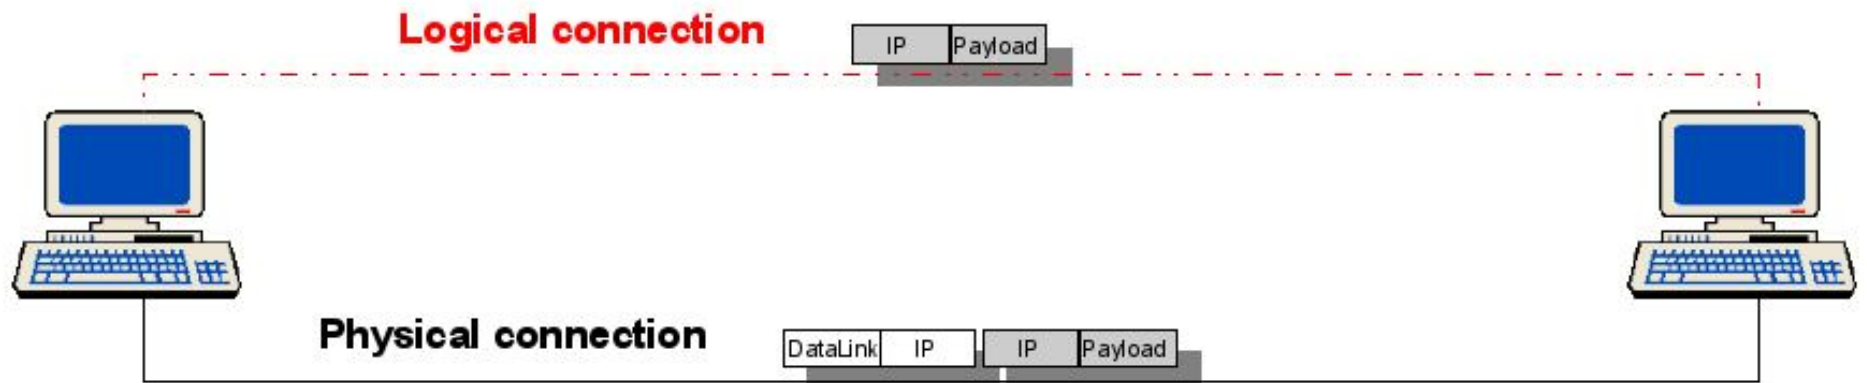 Logical connection
IP Payload
Physical connection
DataLink IP IP Payload